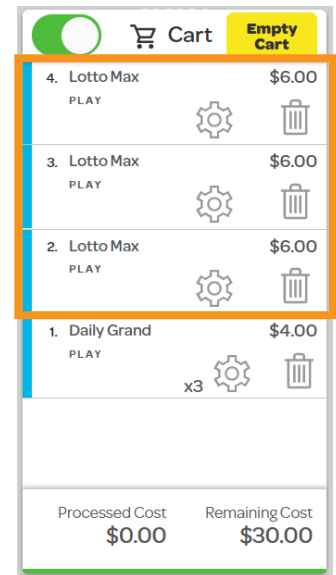 Cart
Empty
Cart
4. Lotto Max $6.00
PLAY
3. Lotto Max $6.00
PLAY
2. Lotto Max $6.00
PLAY
1. Daily Grand $4.00
PLAY
x3
Processed Cost Remaining Cost
$0.00 $30.00